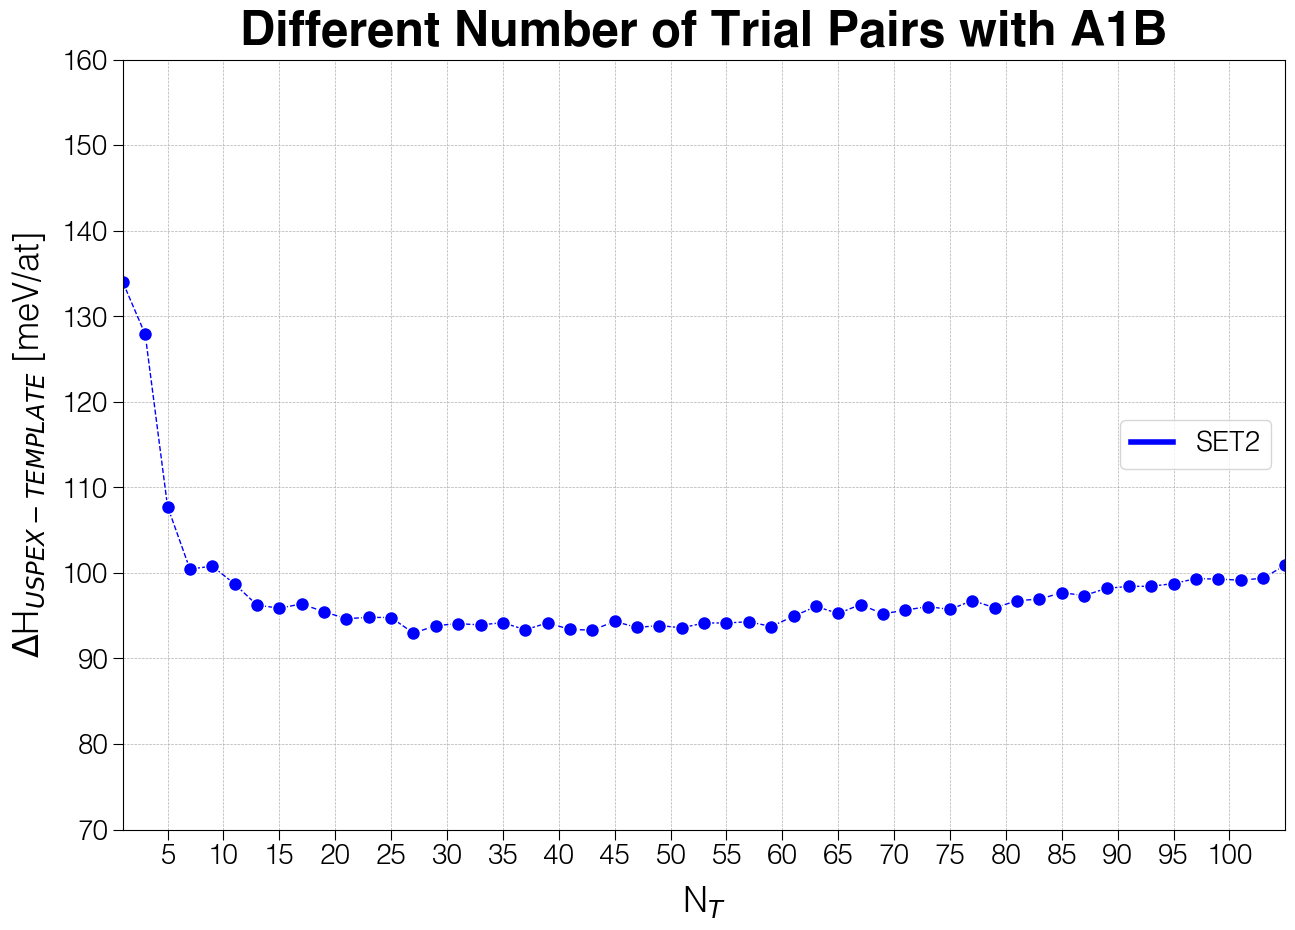 Different Number of Trial Pairs with A1B
160
150
140
130
120
110
100
90
80
70
ΔH_{USPEX−TEMPLATE} [meV/at]
SET2
5 10 15 20 25 30 35 40 45 50 55 60 65 70 75 80 85 90 95 100
N_T